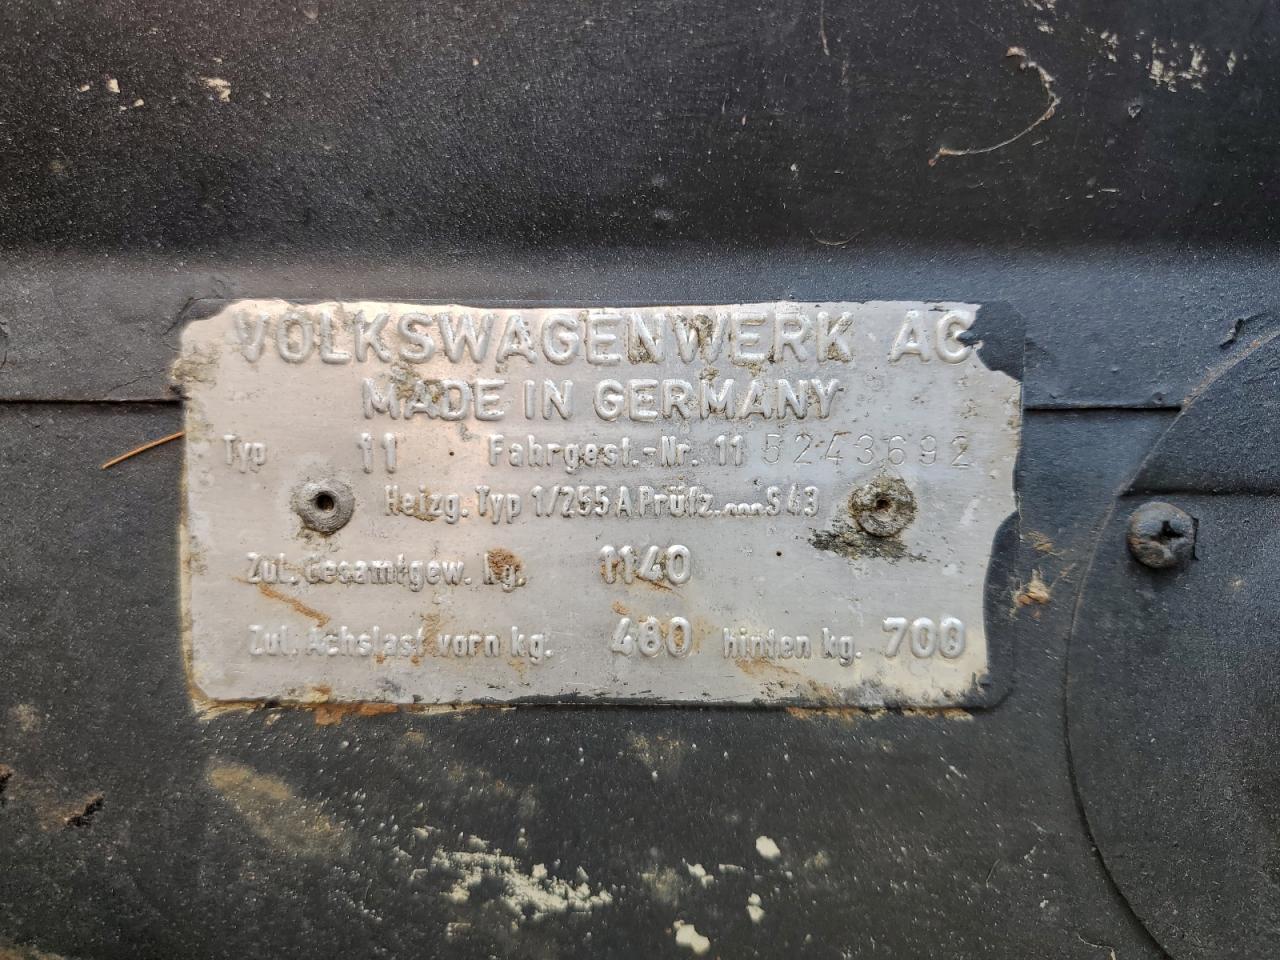 VOLKSWAGENWERK AG
MADE IN GERMANY
Typ 11 Fahrgest.-Nr. 11 5243692
Heizg. Typ 1/255 A Prüfz. ~~~ S 43
Zul. Gesamtgew. kg. 1140
Zul. Achslast vorn kg. 480 hinten kg. 700